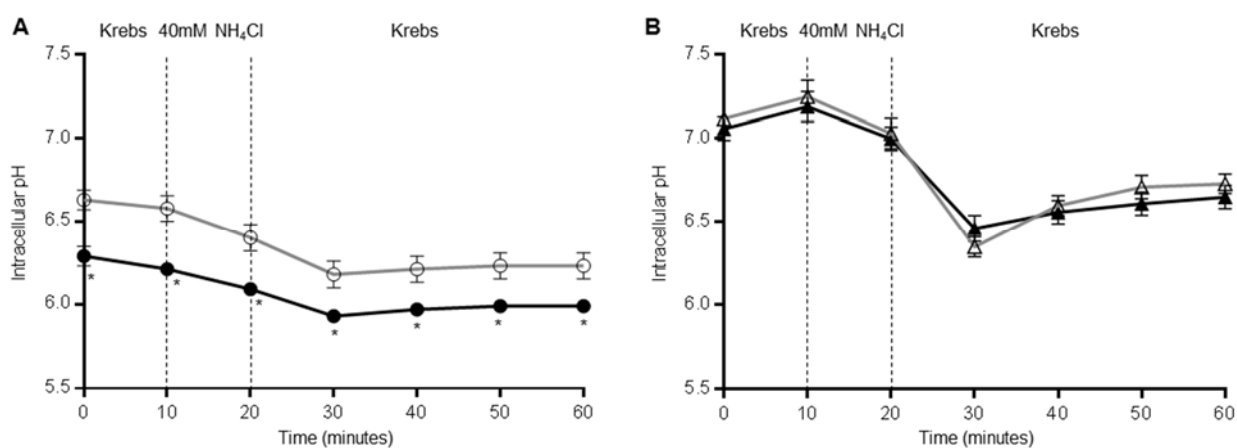 A
Krebs 40mM NH₄Cl Krebs
7.5
7.0
6.5
6.0
5.5
Intracellular pH
0 10 20 30 40 50 60
Time (minutes)
* * * * * * *
B
Krebs 40mM NH₄Cl Krebs
7.5
7.0
6.5
6.0
5.5
Intracellular pH
0 10 20 30 40 50 60
Time (minutes)